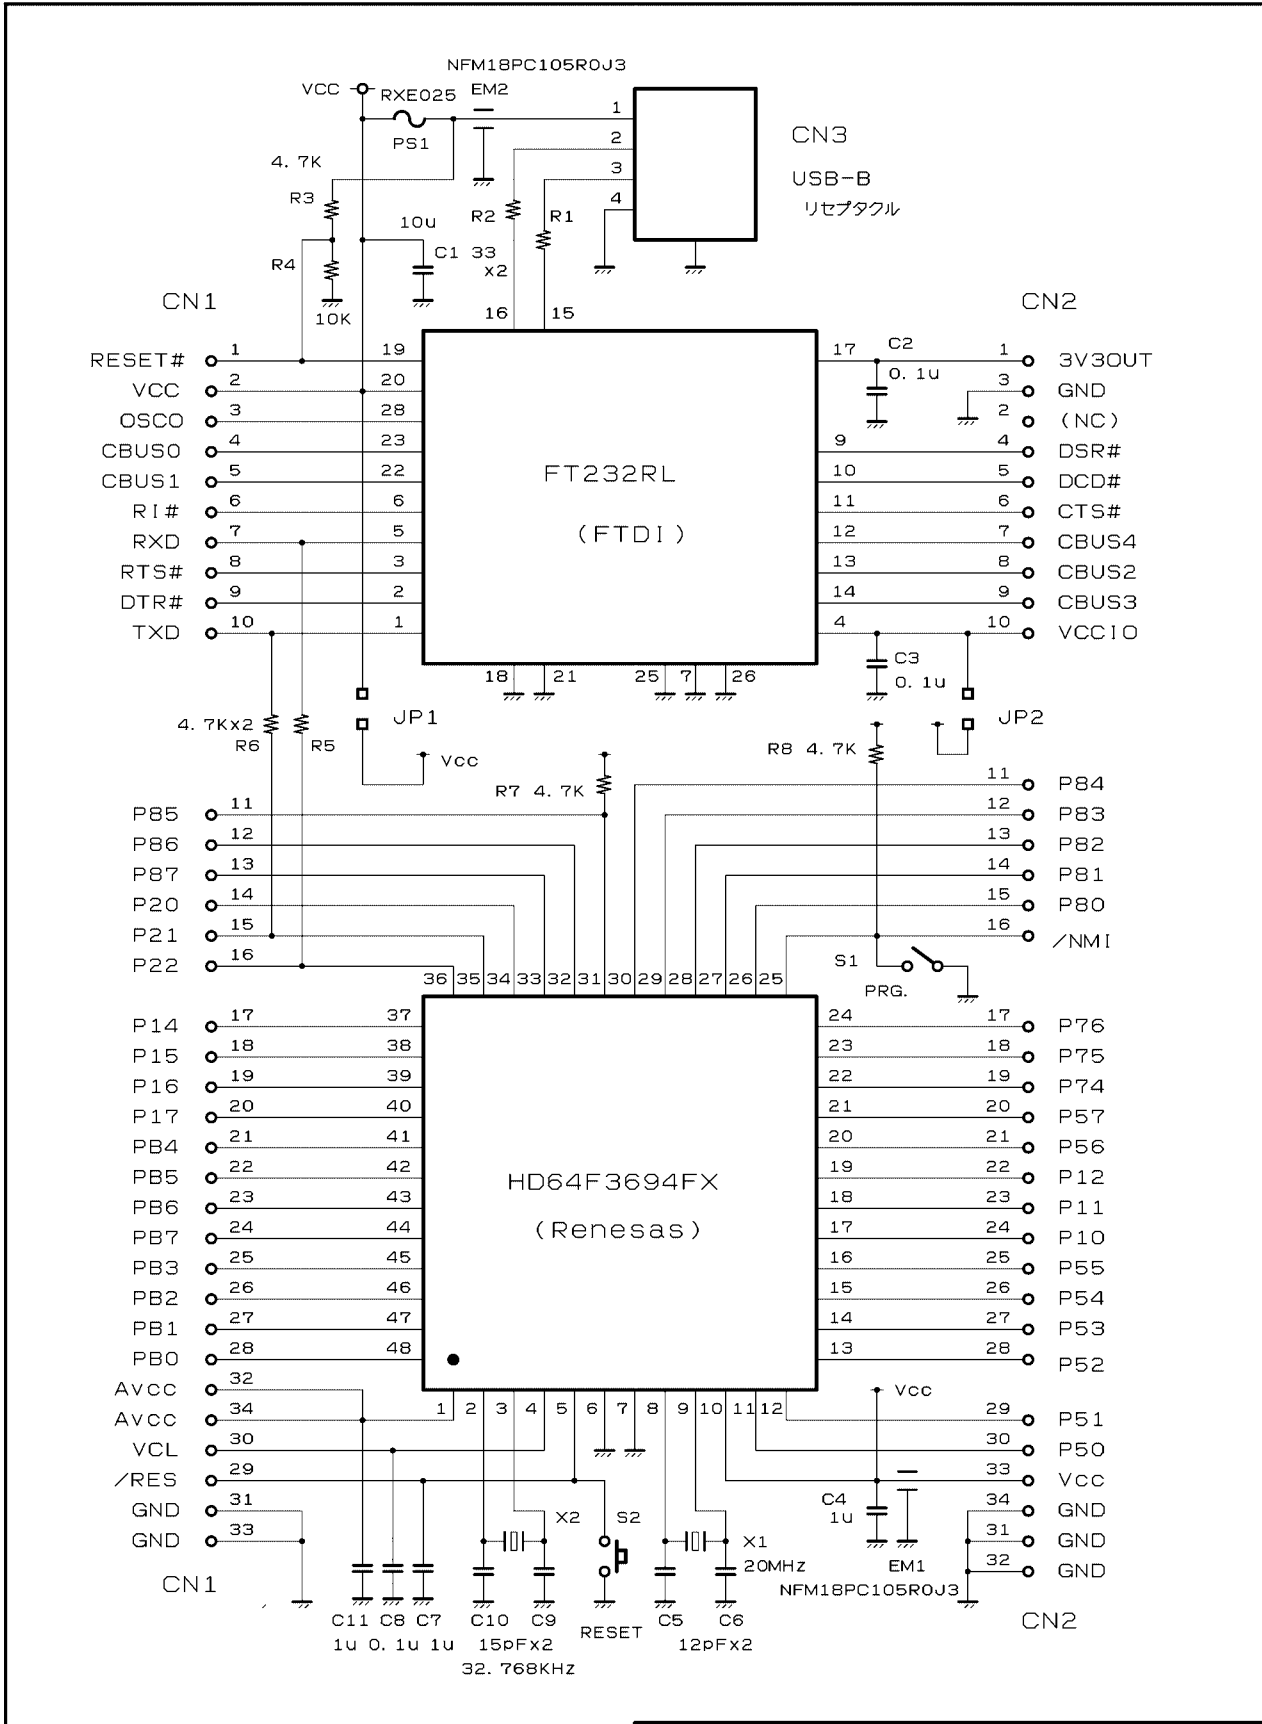 NFM18PC105R0J3
VCC RXE025 EM2
PS1
1
2
3
4
CN3
USB-B
リセプタクル
4.7K
R3
R4
10K
10u
C1
R2
R1
33
x2
16 15
CN1
CN2
RESET# 1 19
VCC 2 20
OSCO 3 28
CBUS0 4 23
CBUS1 5 22
RI# 6 6
RXD 7 5
RTS# 8 3
DTR# 9 2
TXD 10 1
FT232RL
(FTDI)
17 C2 1 3V3OUT
0.1u
3 GND
2 (NC)
9 4 DSR#
10 5 DCD#
11 6 CTS#
12 7 CBUS4
13 8 CBUS2
14 9 CBUS3
4 10 VCCIO
18 21 25 7 26
C3
0.1u
4.7Kx2
R6 R5
JP1
Vcc
JP2
R8 4.7K
R7 4.7K
P85 11
P86 12
P87 13
P20 14
P21 15
P22 16
11 P84
12 P83
13 P82
14 P81
15 P80
16 /NMI
S1
PRG.
36 35 34 33 32 31 30 29 28 27 26 25
P14 17 37
P15 18 38
P16 19 39
P17 20 40
PB4 21 41
PB5 22 42
PB6 23 43
PB7 24 44
PB3 25 45
PB2 26 46
PB1 27 47
PB0 28 48
HD64F3694FX
(Renesas)
24 17 P76
23 18 P75
22 19 P74
21 20 P57
20 21 P56
19 22 P12
18 23 P11
17 24 P10
16 25 P55
15 26 P54
14 27 P53
13 28 P52
AVCC 32
AVCC 34
VCL 30
/RES 29
GND 31
GND 33
CN1
1 2 3 4 5 6 7 8 9 10 11 12
Vcc
29 P51
30 P50
33 Vcc
34 GND
31 GND
32 GND
CN2
C4
1u
EM1
NFM18PC105R0J3
X2
S2
X1
20MHz
C11 C8 C7 C10 C9
1u 0.1u 1u 15pFx2
32.768KHz
RESET
C5 C6
12pFx2